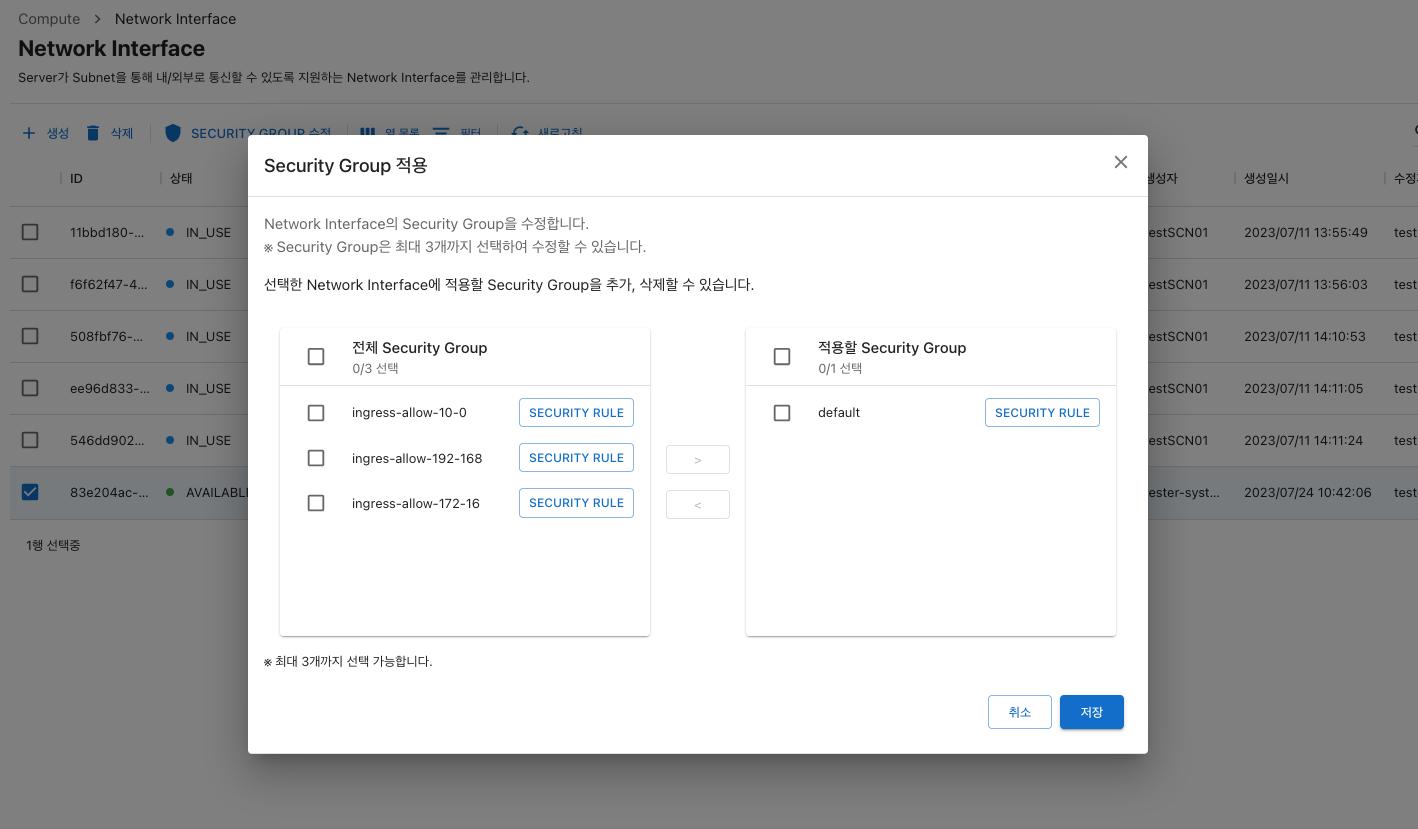 Compute > Network Interface
Network Interface
Server가 Subnet을 통해 내/외부로 통신할 수 있도록 지원하는 Network Interface를 관리합니다.
생성 삭제 SECURITY GROUP 수정 열 목록 필터 새로고침
ID 상태 생성자 생성일시
Security Group 적용
Network Interface의 Security Group을 수정합니다.
※ Security Group은 최대 3개까지 선택하여 수정할 수 있습니다.
선택한 Network Interface에 적용할 Security Group을 추가, 삭제할 수 있습니다.
전체 Security Group
0/3 선택
ingress-allow-10-0 SECURITY RULE
ingres-allow-192-168 SECURITY RULE
ingress-allow-172-16 SECURITY RULE
>
<
적용할 Security Group
0/1 선택
default SECURITY RULE
※ 최대 3개까지 선택 가능합니다.
취소 저장
11bbd180-... IN_USE estSCN01 2023/07/11 13:55:49 test
f6f62f47-4... IN_USE estSCN01 2023/07/11 13:56:03 test
508fbf76-... IN_USE estSCN01 2023/07/11 14:10:53 test
ee96d833-... IN_USE estSCN01 2023/07/11 14:11:05 test
546dd902... IN_USE estSCN01 2023/07/11 14:11:24 test
83e204ac-... AVAILABLE ester-syst... 2023/07/24 10:42:06 test
1행 선택중